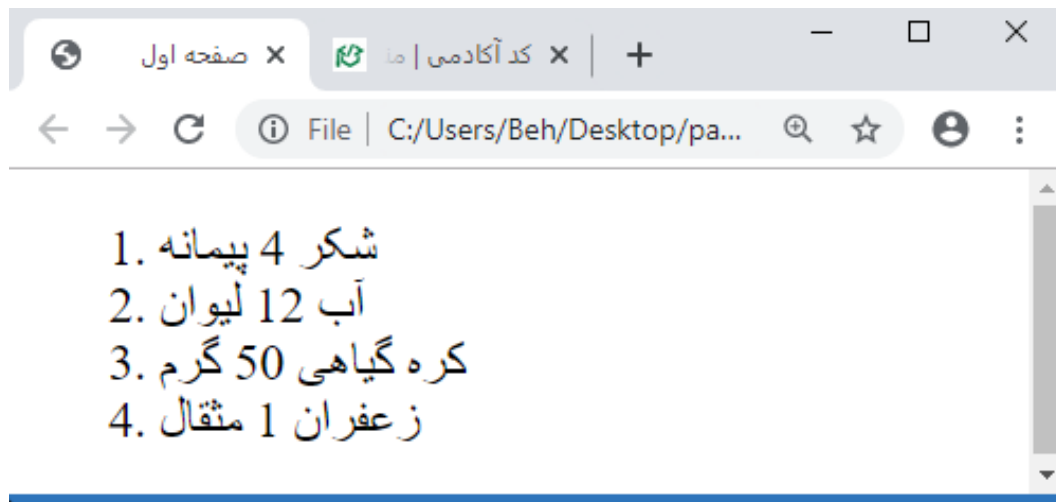 صفحه اول
کد آکادمی | من
File | C:/Users/Beh/Desktop/pa...
1. شکر 4 پیمانه
2. آب 12 لیوان
3. کره گیاهی 50 گرم
4. زعفران 1 مثقال